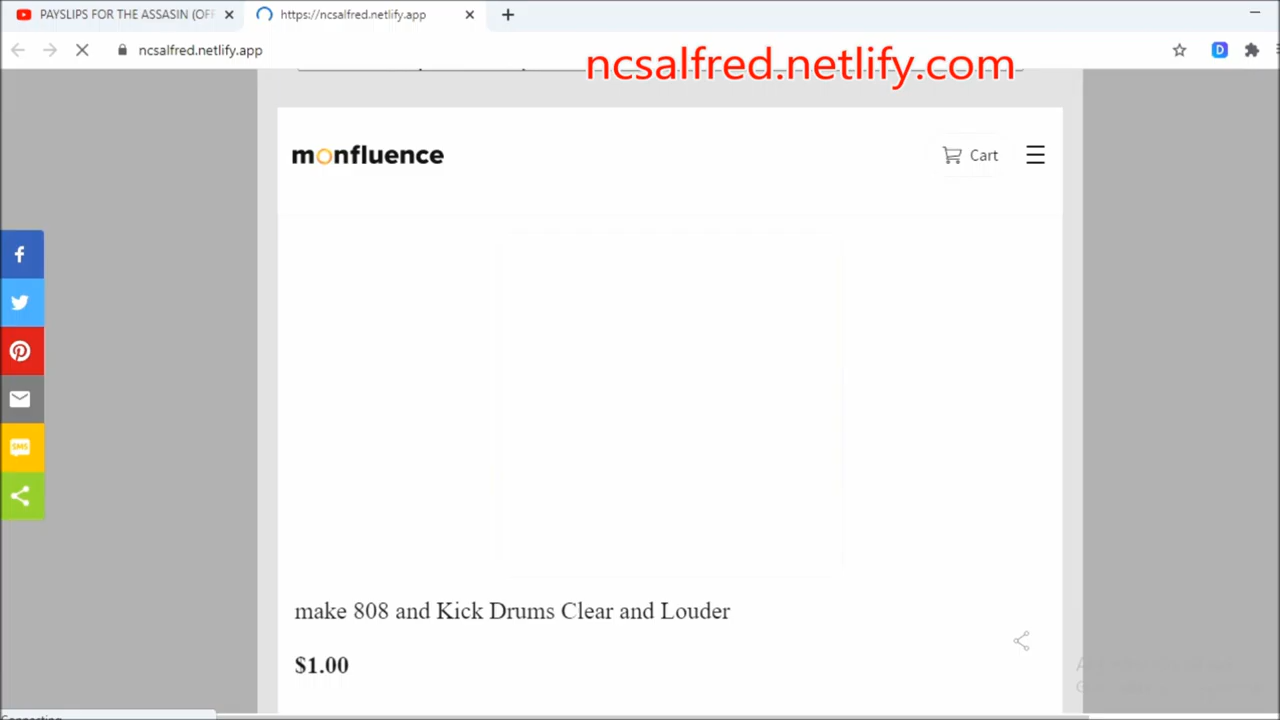 PAYSLIPS FOR THE ASSASIN (OFF
https://ncsalfred.netlify.app
ncsalfred.netlify.app
ncsalfred.netlify.com
monfluence
Cart
SMS
make 808 and Kick Drums Clear and Louder
$1.00